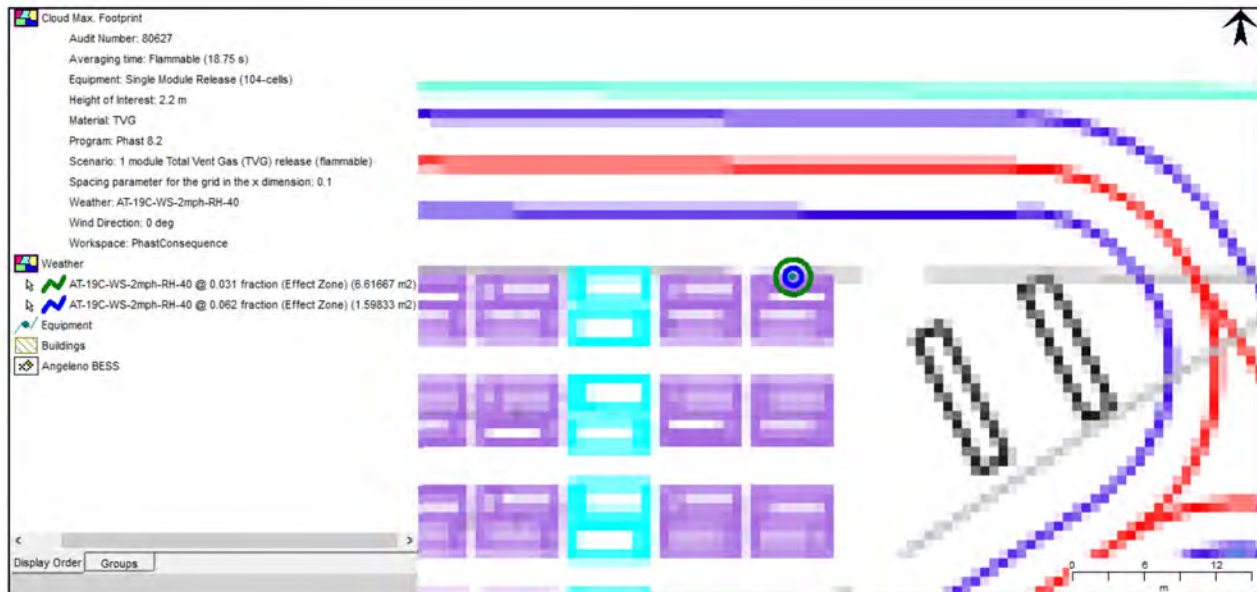 Cloud Max. Footprint
Audit Number: 80627
Averaging time: Flammable (18.75 s)
Equipment: Single Module Release (104-cells)
Height of Interest: 2.2 m
Material: TVG
Program: Phast 8.2
Scenario: 1 module Total Vent Gas (TVG) release (flammable)
Spacing parameter for the grid in the x dimension: 0.1
Weather: AT-19C-WS-2mph-RH-40
Wind Direction: 0 deg
Workspace: PhastConsequence
Weather
AT-19C-WS-2mph-RH-40 @ 0.031 fraction (Effect Zone) (6.61667 m2)
AT-19C-WS-2mph-RH-40 @ 0.062 fraction (Effect Zone) (1.59833 m2)
Equipment
Buildings
Angeleno BESS
Display Order Groups
0 6 12
m